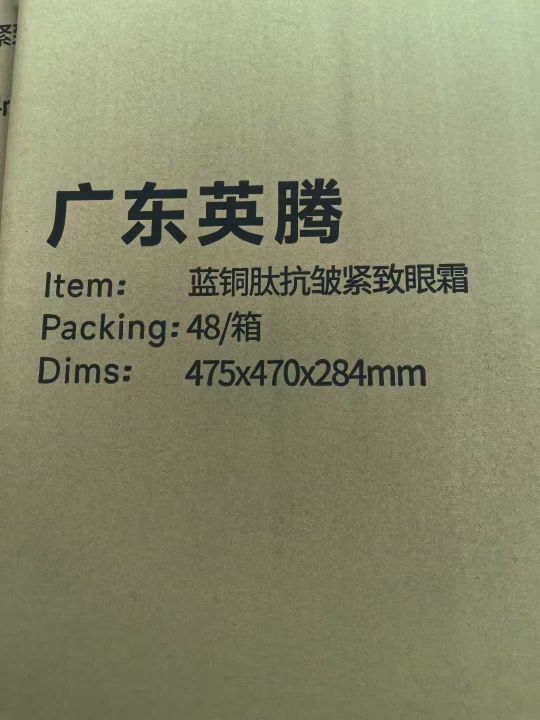 广东英腾
Item: 蓝铜肽抗皱紧致眼霜
Packing: 48/箱
Dims: 475x470x284mm